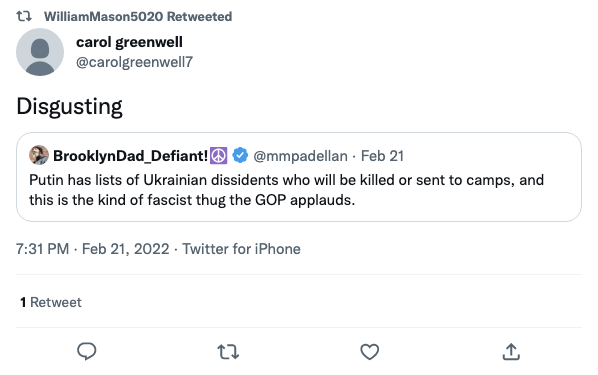 WilliamMason5020 Retweeted
carol greenwell
@carolgreenwell7
Disgusting
BrooklynDad_Defiant!☮️ @mmpadellan · Feb 21
Putin has lists of Ukrainian dissidents who will be killed or sent to camps, and
this is the kind of fascist thug the GOP applauds.
7:31 PM · Feb 21, 2022 · Twitter for iPhone
1 Retweet